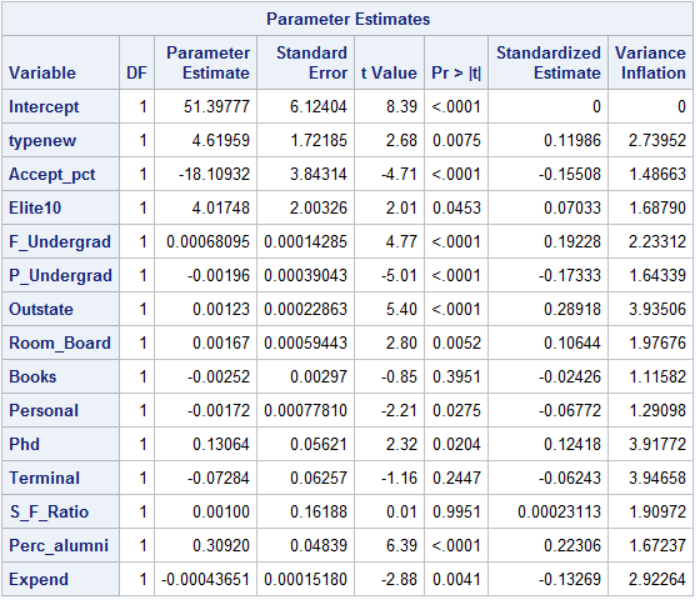 Parameter Estimates
Variable DF Parameter Estimate Standard Error t Value Pr > |t| Standardized Estimate Variance Inflation
Intercept 1 51.39777 6.12404 8.39 <.0001 0 0
typenew 1 4.61959 1.72185 2.68 0.0075 0.11986 2.73952
Accept_pct 1 -18.10932 3.84314 -4.71 <.0001 -0.15508 1.48663
Elite10 1 4.01748 2.00326 2.01 0.0453 0.07033 1.68790
F_Undergrad 1 0.00068095 0.00014285 4.77 <.0001 0.19228 2.23312
P_Undergrad 1 -0.00196 0.00039043 -5.01 <.0001 -0.17333 1.64339
Outstate 1 0.00123 0.00022863 5.40 <.0001 0.28918 3.93506
Room_Board 1 0.00167 0.00059443 2.80 0.0052 0.10644 1.97676
Books 1 -0.00252 0.00297 -0.85 0.3951 -0.02426 1.11582
Personal 1 -0.00172 0.00077810 -2.21 0.0275 -0.06772 1.29098
Phd 1 0.13064 0.05621 2.32 0.0204 0.12418 3.91772
Terminal 1 -0.07284 0.06257 -1.16 0.2447 -0.06243 3.94658
S_F_Ratio 1 0.00100 0.16188 0.01 0.9951 0.00023113 1.90972
Perc_alumni 1 0.30920 0.04839 6.39 <.0001 0.22306 1.67237
Expend 1 -0.00043651 0.00015180 -2.88 0.0041 -0.13269 2.92264